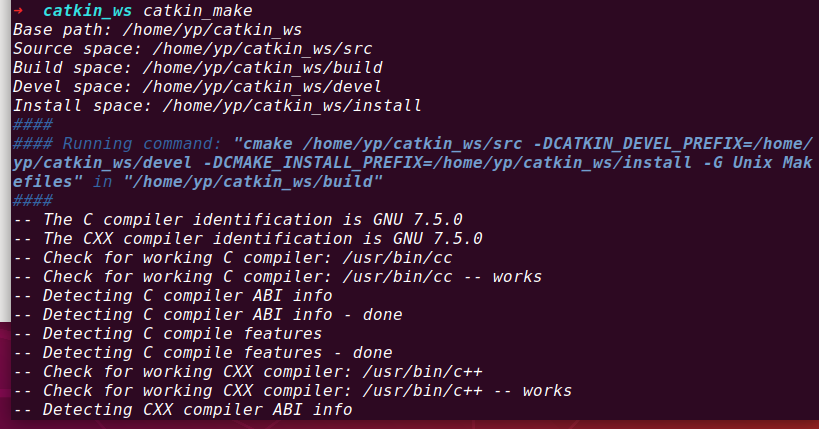 → catkin_ws catkin_make
Base path: /home/yp/catkin_ws
Source space: /home/yp/catkin_ws/src
Build space: /home/yp/catkin_ws/build
Devel space: /home/yp/catkin_ws/devel
Install space: /home/yp/catkin_ws/install
####
#### Running command: "cmake /home/yp/catkin_ws/src -DCATKIN_DEVEL_PREFIX=/home/
yp/catkin_ws/devel -DCMAKE_INSTALL_PREFIX=/home/yp/catkin_ws/install -G Unix Mak
efiles" in "/home/yp/catkin_ws/build"
####
-- The C compiler identification is GNU 7.5.0
-- The CXX compiler identification is GNU 7.5.0
-- Check for working C compiler: /usr/bin/cc
-- Check for working C compiler: /usr/bin/cc -- works
-- Detecting C compiler ABI info
-- Detecting C compiler ABI info - done
-- Detecting C compile features
-- Detecting C compile features - done
-- Check for working CXX compiler: /usr/bin/c++
-- Check for working CXX compiler: /usr/bin/c++ -- works
-- Detecting CXX compiler ABI info